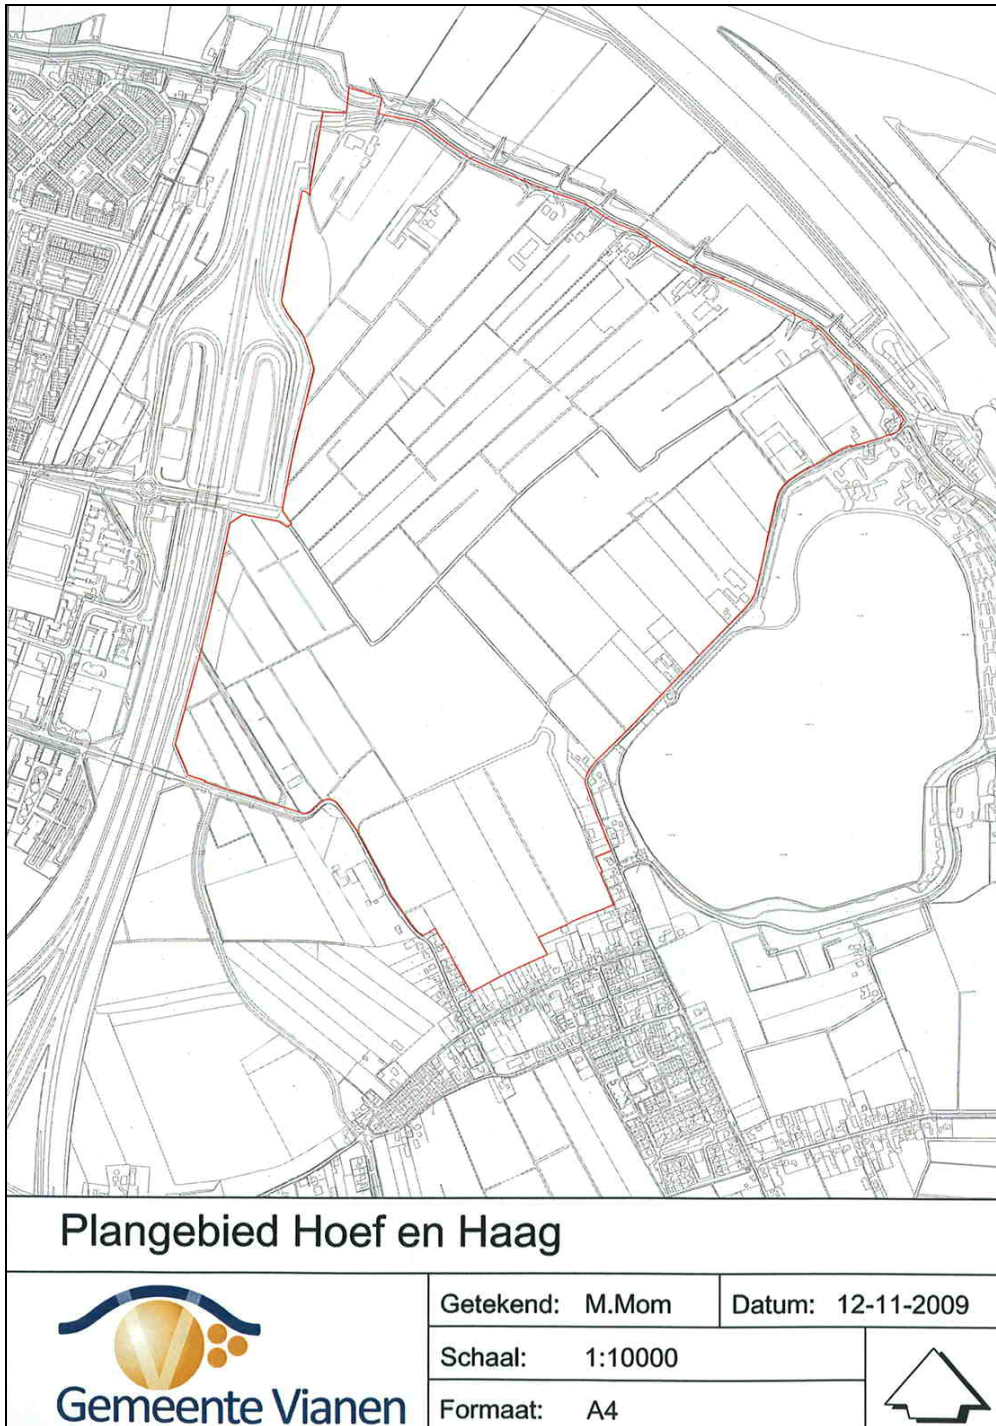 Plangebied Hoef en Haag
Getekend: M.Mom
Datum: 12-11-2009
Schaal: 1:10000
Formaat: A4
Gemeente Vianen